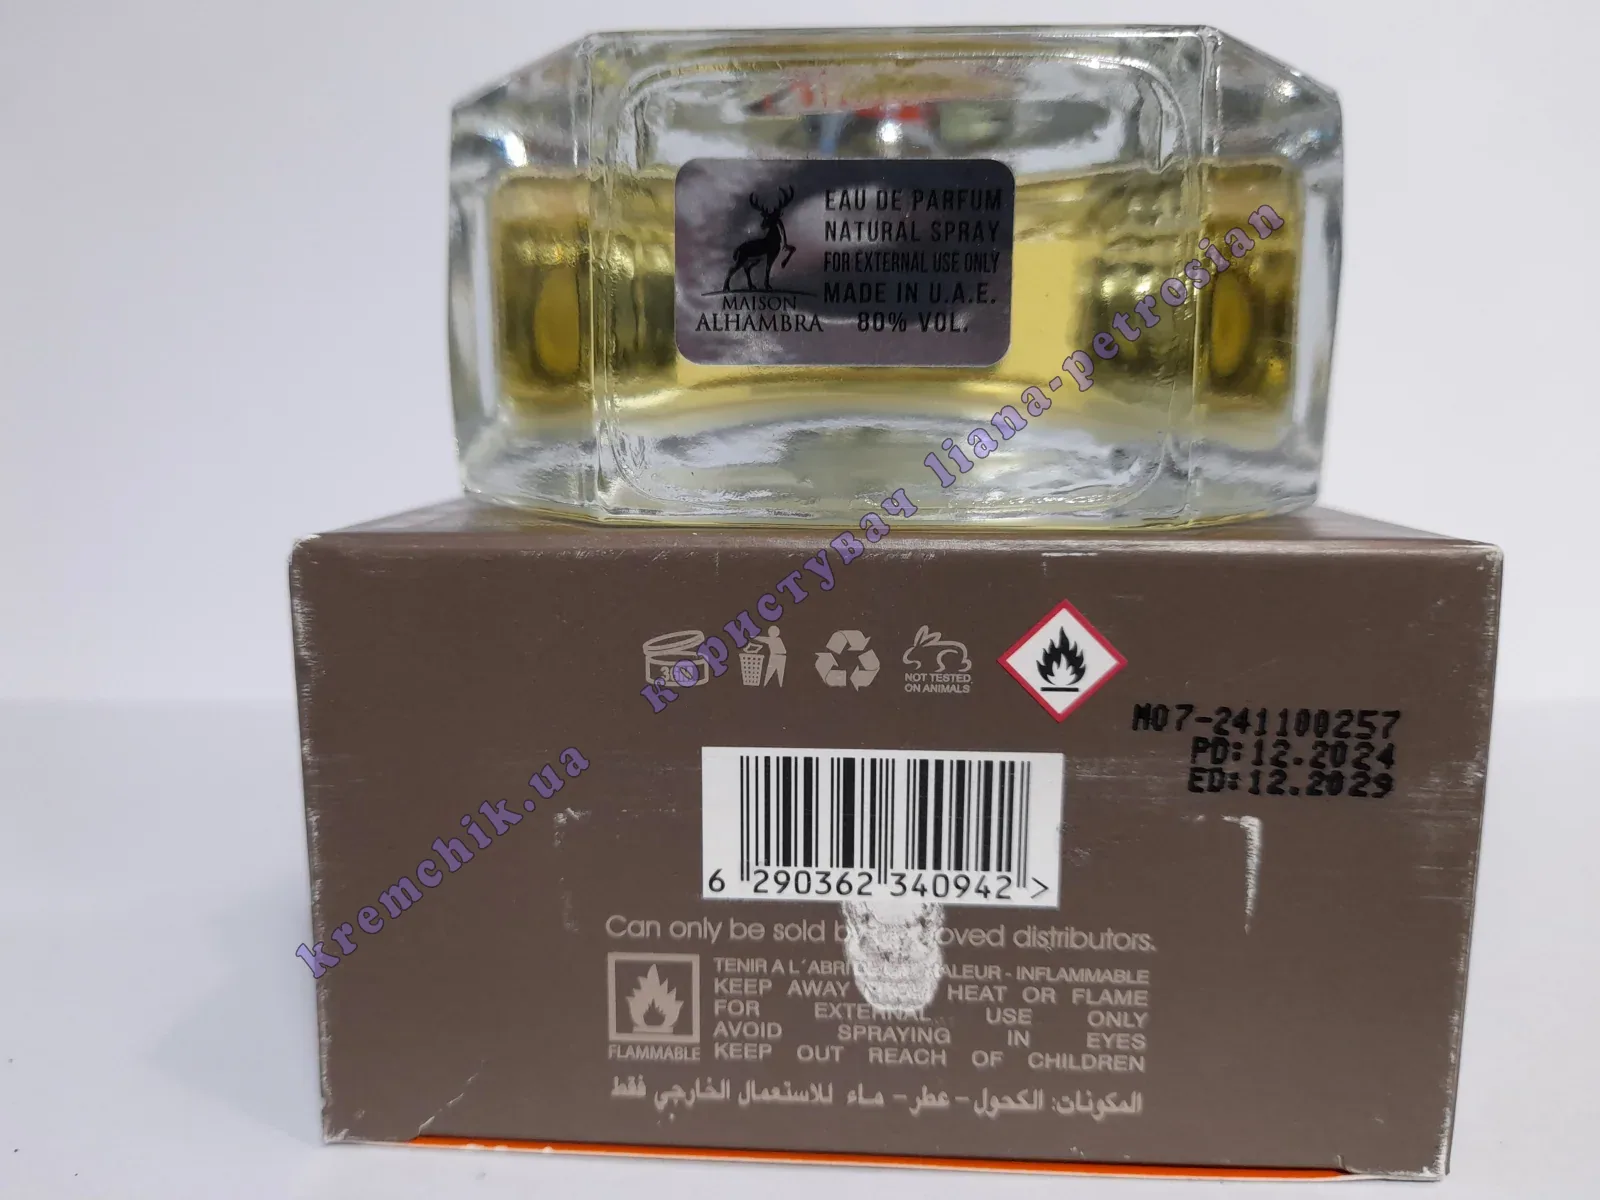 EAU DE PARFUM
NATURAL SPRAY
FOR EXTERNAL USE ONLY
MADE IN U.A.E.
80% VOL.
MAISON
ALHAMBRA
kremchik.ua користувач liana-petrosian
NOT TESTED
ON ANIMALS
M07-241100257
PD:12.2024
ED:12.2029
6 290362 340942 >
Can only be sold distributors.
TENIR A L'ABRI - INFLAMMABLE
KEEP AWAY HEAT OR FLAME
FOR EXTERNAL USE ONLY
AVOID SPRAYING IN EYES
KEEP OUT REACH OF CHILDREN
FLAMMABLE
المكونات: الكحول - عطر - ماء للاستعمال الخارجي فقط